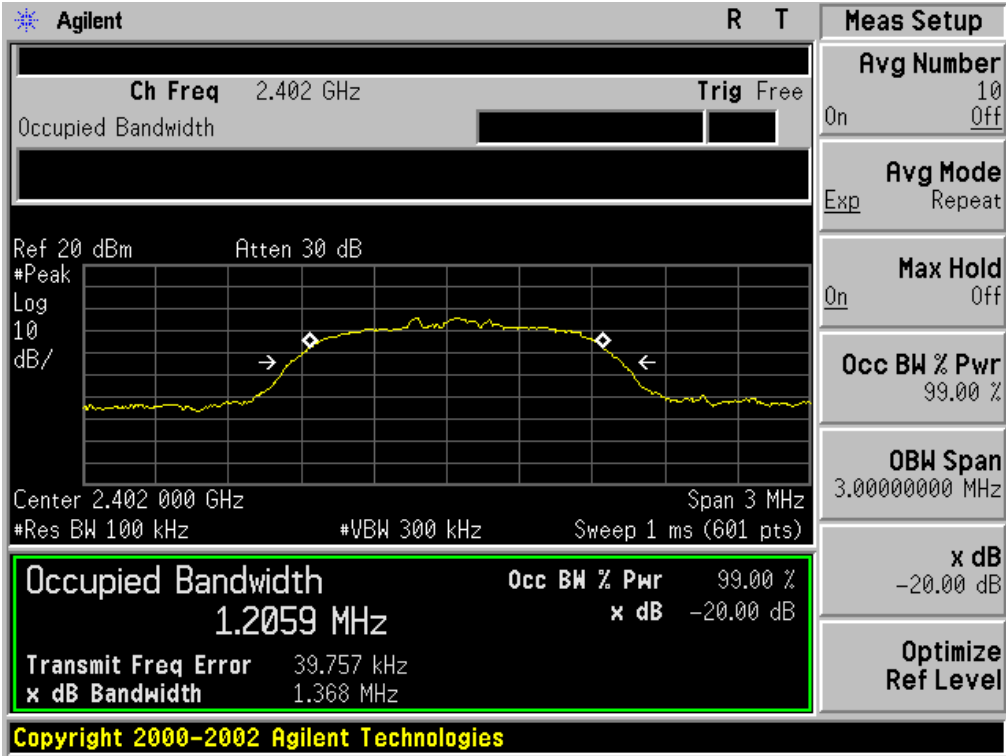 Agilent R T
Ch Freq 2.402 GHz Trig Free
Occupied Bandwidth
Ref 20 dBm Atten 30 dB
#Peak
Log
10
dB/
Center 2.402 000 GHz Span 3 MHz
#Res BW 100 kHz #VBW 300 kHz Sweep 1 ms (601 pts)
Occupied Bandwidth
1.2059 MHz
Occ BW % Pwr 99.00 %
x dB -20.00 dB
Transmit Freq Error 39.757 kHz
x dB Bandwidth 1.368 MHz
Copyright 2000-2002 Agilent Technologies
Meas Setup
Avg Number
10
On Off
Avg Mode
Exp Repeat
Max Hold
On Off
Occ BW % Pwr
99.00 %
OBW Span
3.00000000 MHz
x dB
-20.00 dB
Optimize
Ref Level